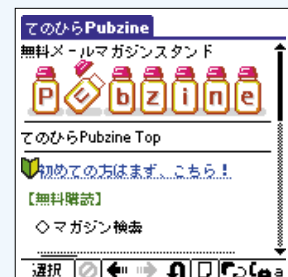 てのひらPubzine
無料メールマガジンスタンド
Pubzine
てのひらPubzine Top
初めての方はまず、こちら！
【無料購読】
◇マガジン検索
選択